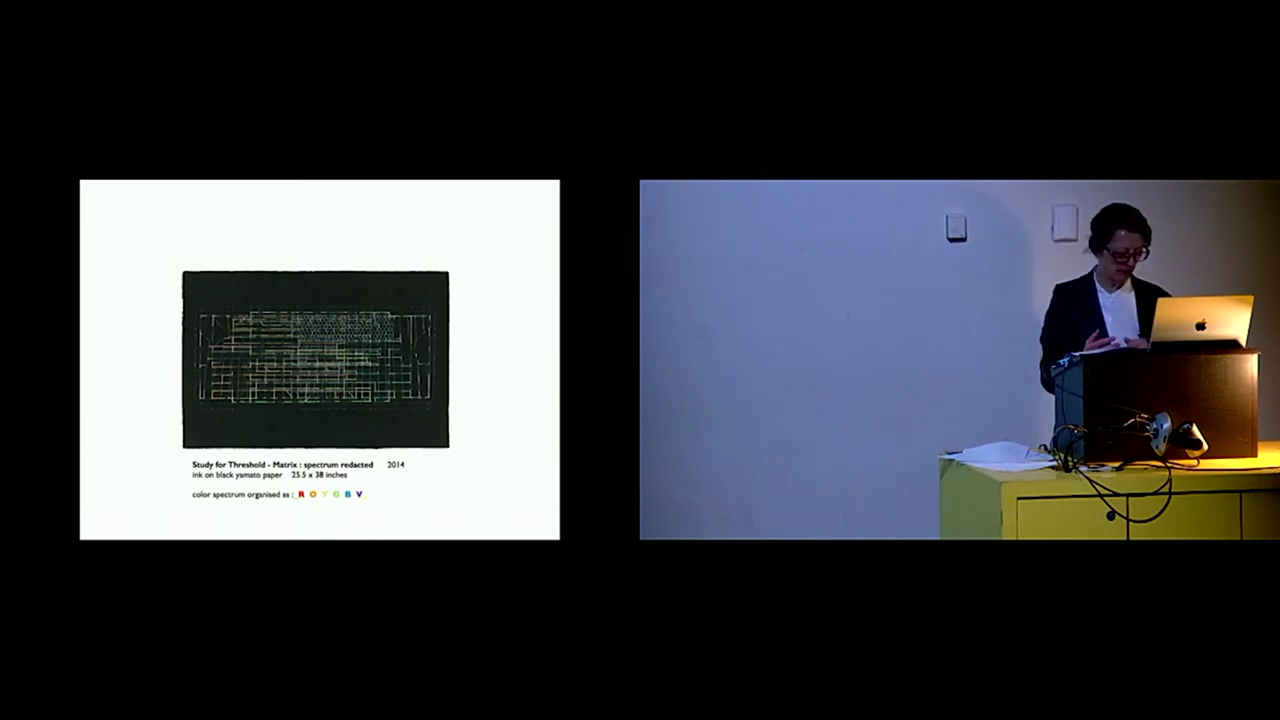 Study for Threshold - Matrix : spectrum redacted 2014
ink on black yamato paper 25.5 x 38 inches
color spectrum organised as : R O Y G B V